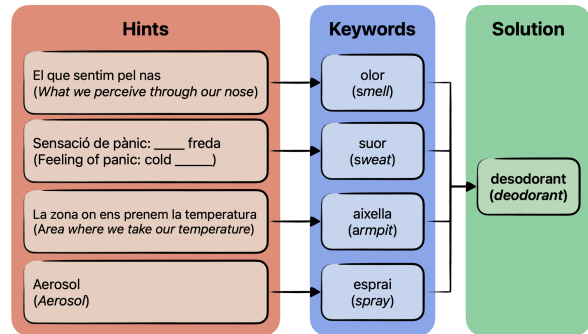 Hints
Keywords
Solution
El que sentim pel nas
(What we perceive through our nose)
olor
(smell)
Sensació de pànic: ____ freda
(Feeling of panic: cold _____)
suor
(sweat)
La zona on ens prenem la temperatura
(Area where we take our temperature)
aixella
(armpit)
Aerosol
(Aerosol)
esprai
(spray)
desodorant
(deodorant)